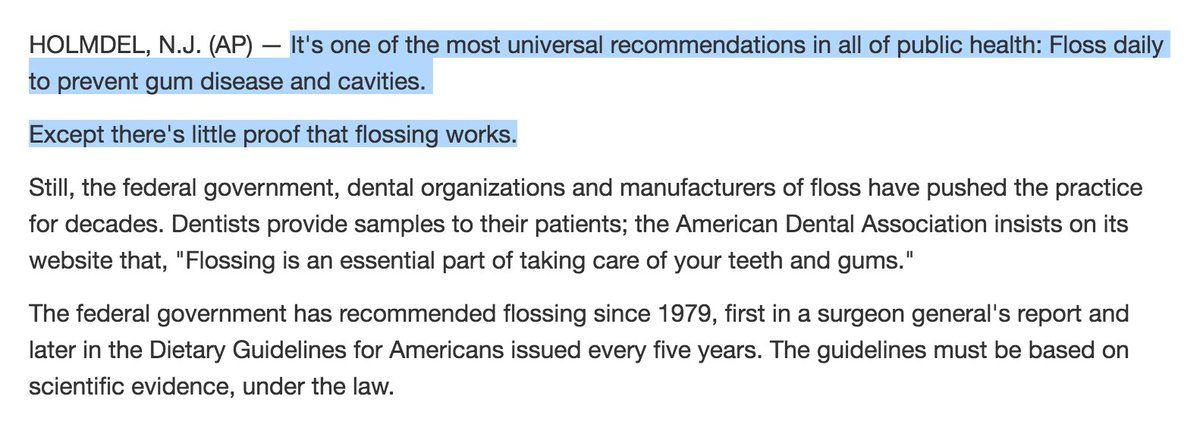 HOLMDEL, N.J. (AP) — It's one of the most universal recommendations in all of public health: Floss daily
to prevent gum disease and cavities.
Except there's little proof that flossing works.
Still, the federal government, dental organizations and manufacturers of floss have pushed the practice
for decades. Dentists provide samples to their patients; the American Dental Association insists on its
website that, "Flossing is an essential part of taking care of your teeth and gums."
The federal government has recommended flossing since 1979, first in a surgeon general's report and
later in the Dietary Guidelines for Americans issued every five years. The guidelines must be based on
scientific evidence, under the law.